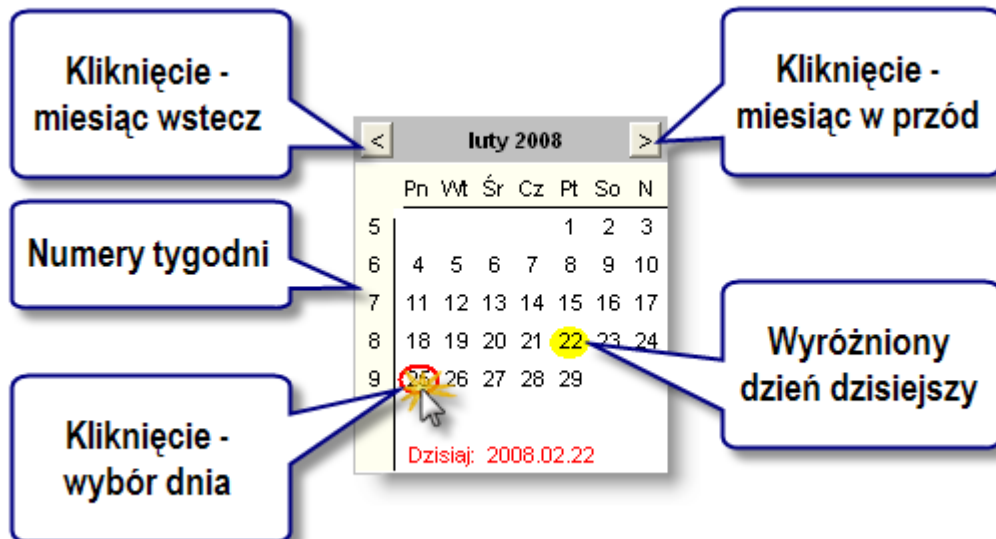 Kliknięcie -
miesiąc wstecz
Kliknięcie -
miesiąc w przód
< luty 2008 >
Pn Wt Śr Cz Pt So N
5 1 2 3
Numery tygodni
6 4 5 6 7 8 9 10
7 11 12 13 14 15 16 17
8 18 19 20 21 22 23 24
9 25 26 27 28 29
Wyróżniony
dzień dzisiejszy
Kliknięcie -
wybór dnia
Dzisiaj: 2008.02.22